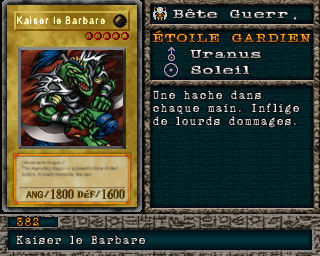 Kaiser le Barbare
ANG/1800 DÉF/1600
Bête Guerr.
ÉTOILE GARDIEN
Uranus
Soleil
Une hache dans
chaque main. Inflige
de lourds dommages.
382
Kaiser le Barbare